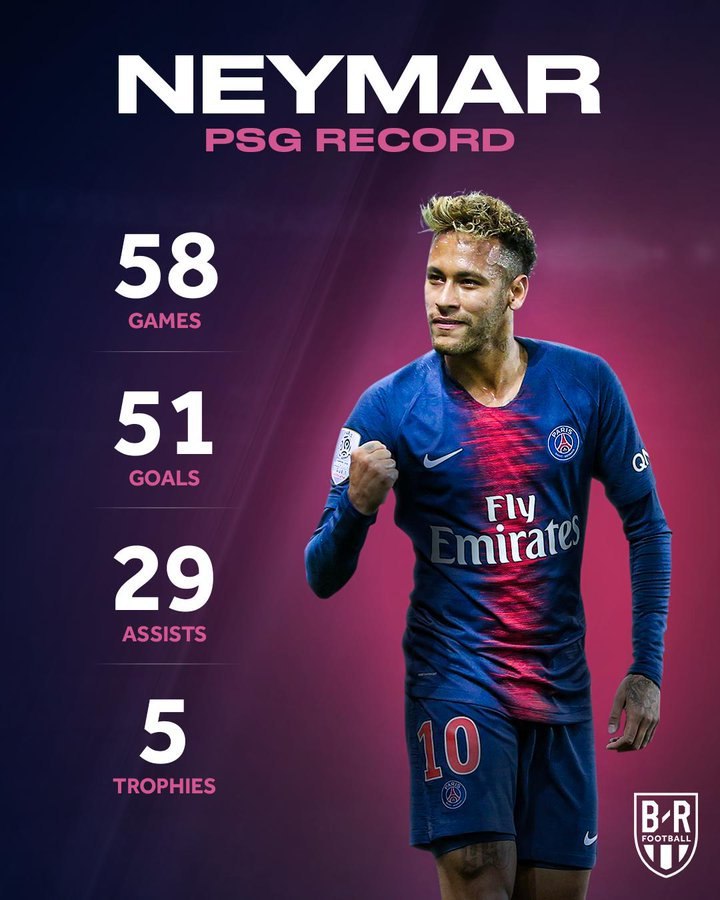 NEYMAR
PSG RECORD
58
GAMES
51
GOALS
29
ASSISTS
5
TROPHIES
PARIS
Fly
Emirates
10
B-R
FOOTBALL